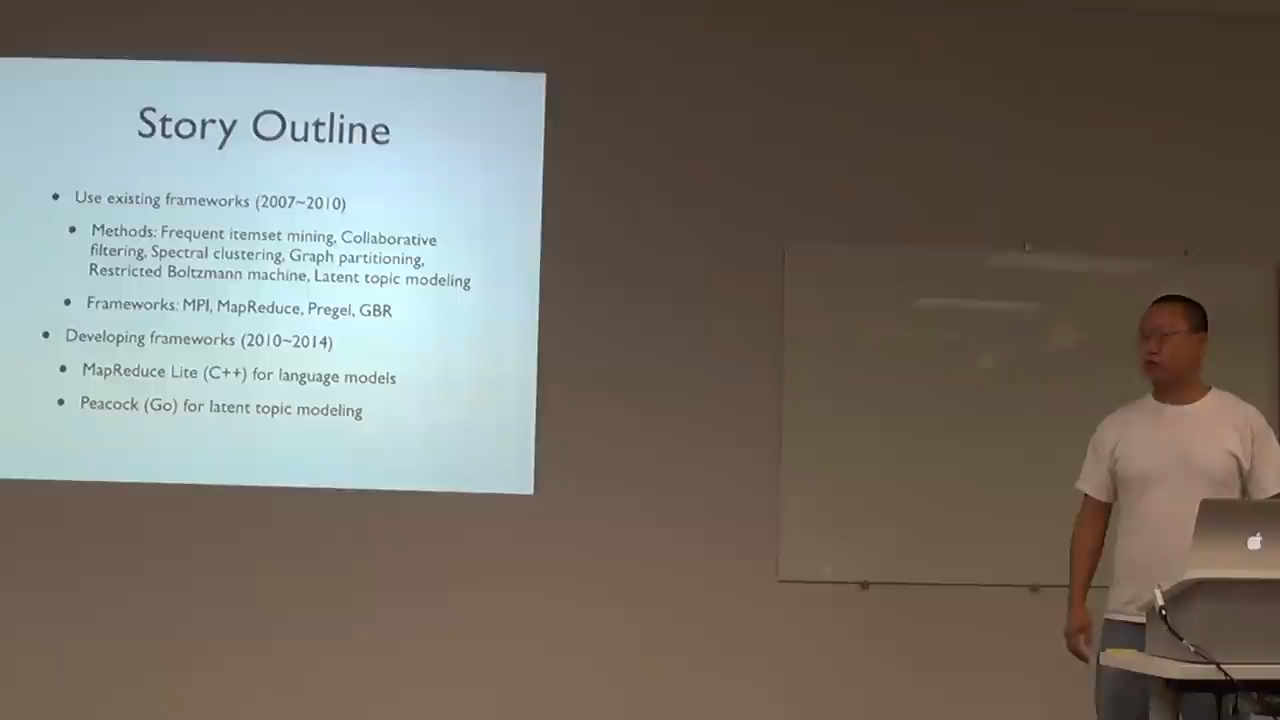 Story Outline
• Use existing frameworks (2007~2010)
• Methods: Frequent itemset mining, Collaborative
filtering, Spectral clustering, Graph partitioning,
Restricted Boltzmann machine, Latent topic modeling
• Frameworks: MPI, MapReduce, Pregel, GBR
• Developing frameworks (2010~2014)
• MapReduce Lite (C++) for language models
• Peacock (Go) for latent topic modeling